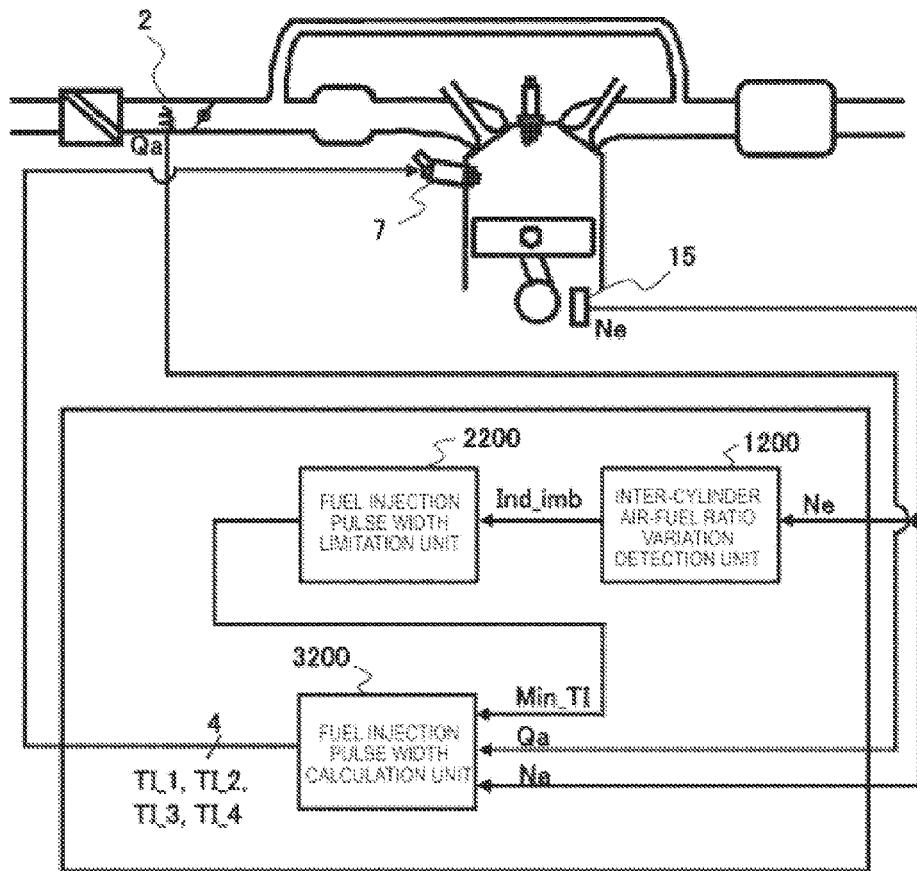 2
Qa
7
15
Ne
2200
1200
FUEL INJECTION
PULSE WIDTH
LIMITATION UNIT
Ind_imb
INTER-CYLINDER
AIR-FUEL RATIO
VARIATION
DETECTION UNIT
Ne
3200
Min_TI
FUEL INJECTION
PULSE WIDTH
CALCULATION UNIT
Qa
Ne
4
TI_1, TI_2,
TI_3, TI_4